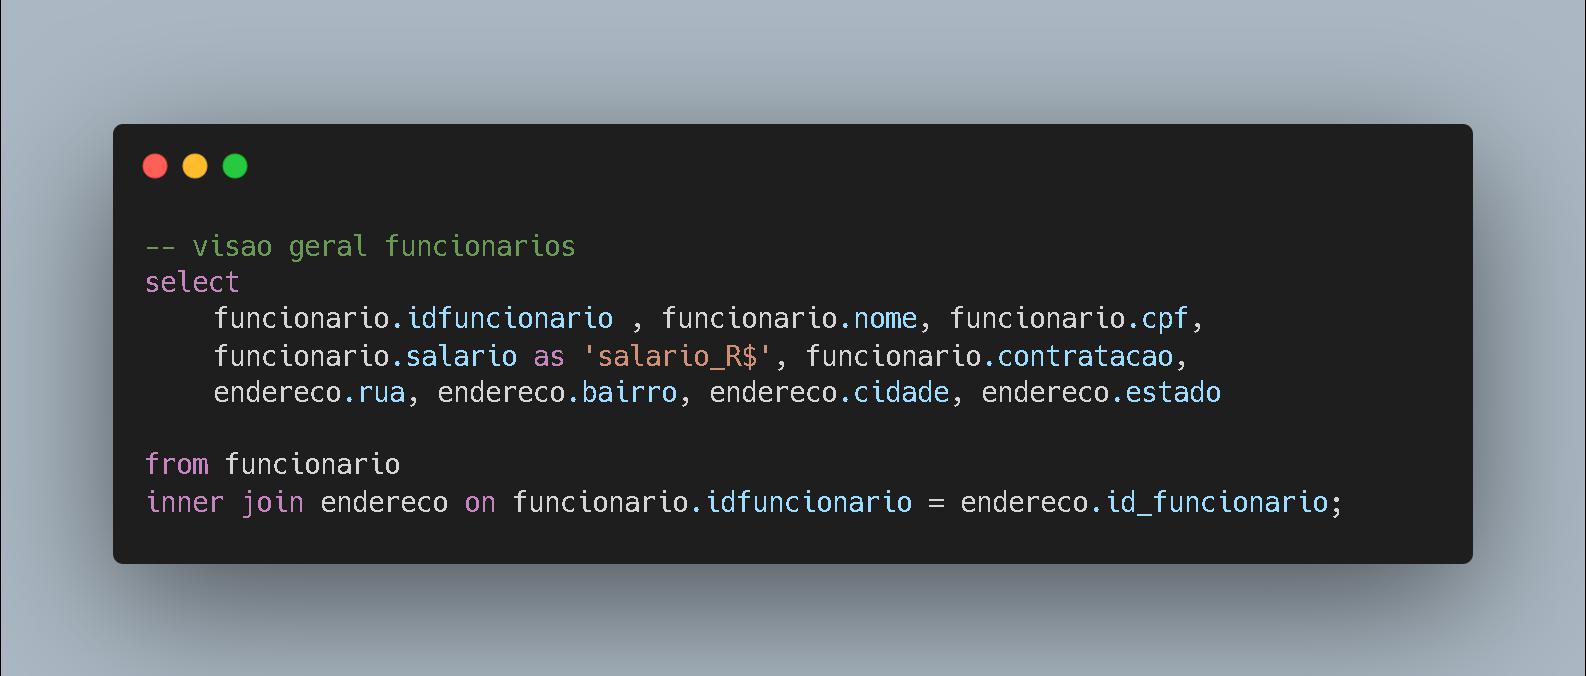 -- visao geral funcionarios
select
funcionario.idfuncionario , funcionario.nome, funcionario.cpf,
funcionario.salario as 'salario_R$', funcionario.contratacao,
endereco.rua, endereco.bairro, endereco.cidade, endereco.estado
from funcionario
inner join endereco on funcionario.idfuncionario = endereco.id_funcionario;